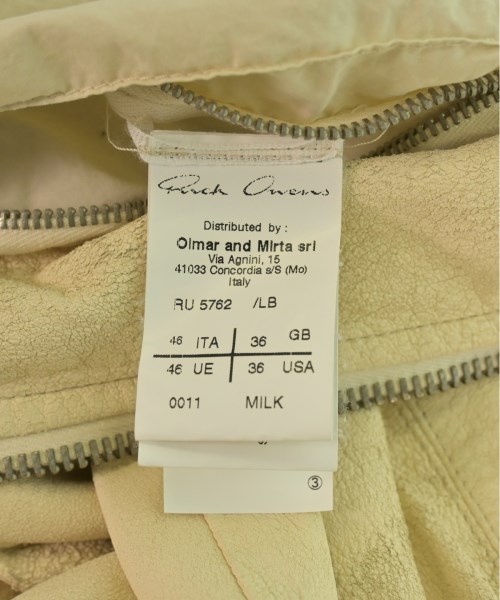 Rick Owens
Distributed by :
Olmar and Mirta srl
Via Agnini, 15
41033 Concordia s/S (Mo)
Italy
RU 5762 /LB
46 ITA 36 GB
46 UE 36 USA
0011 MILK
③